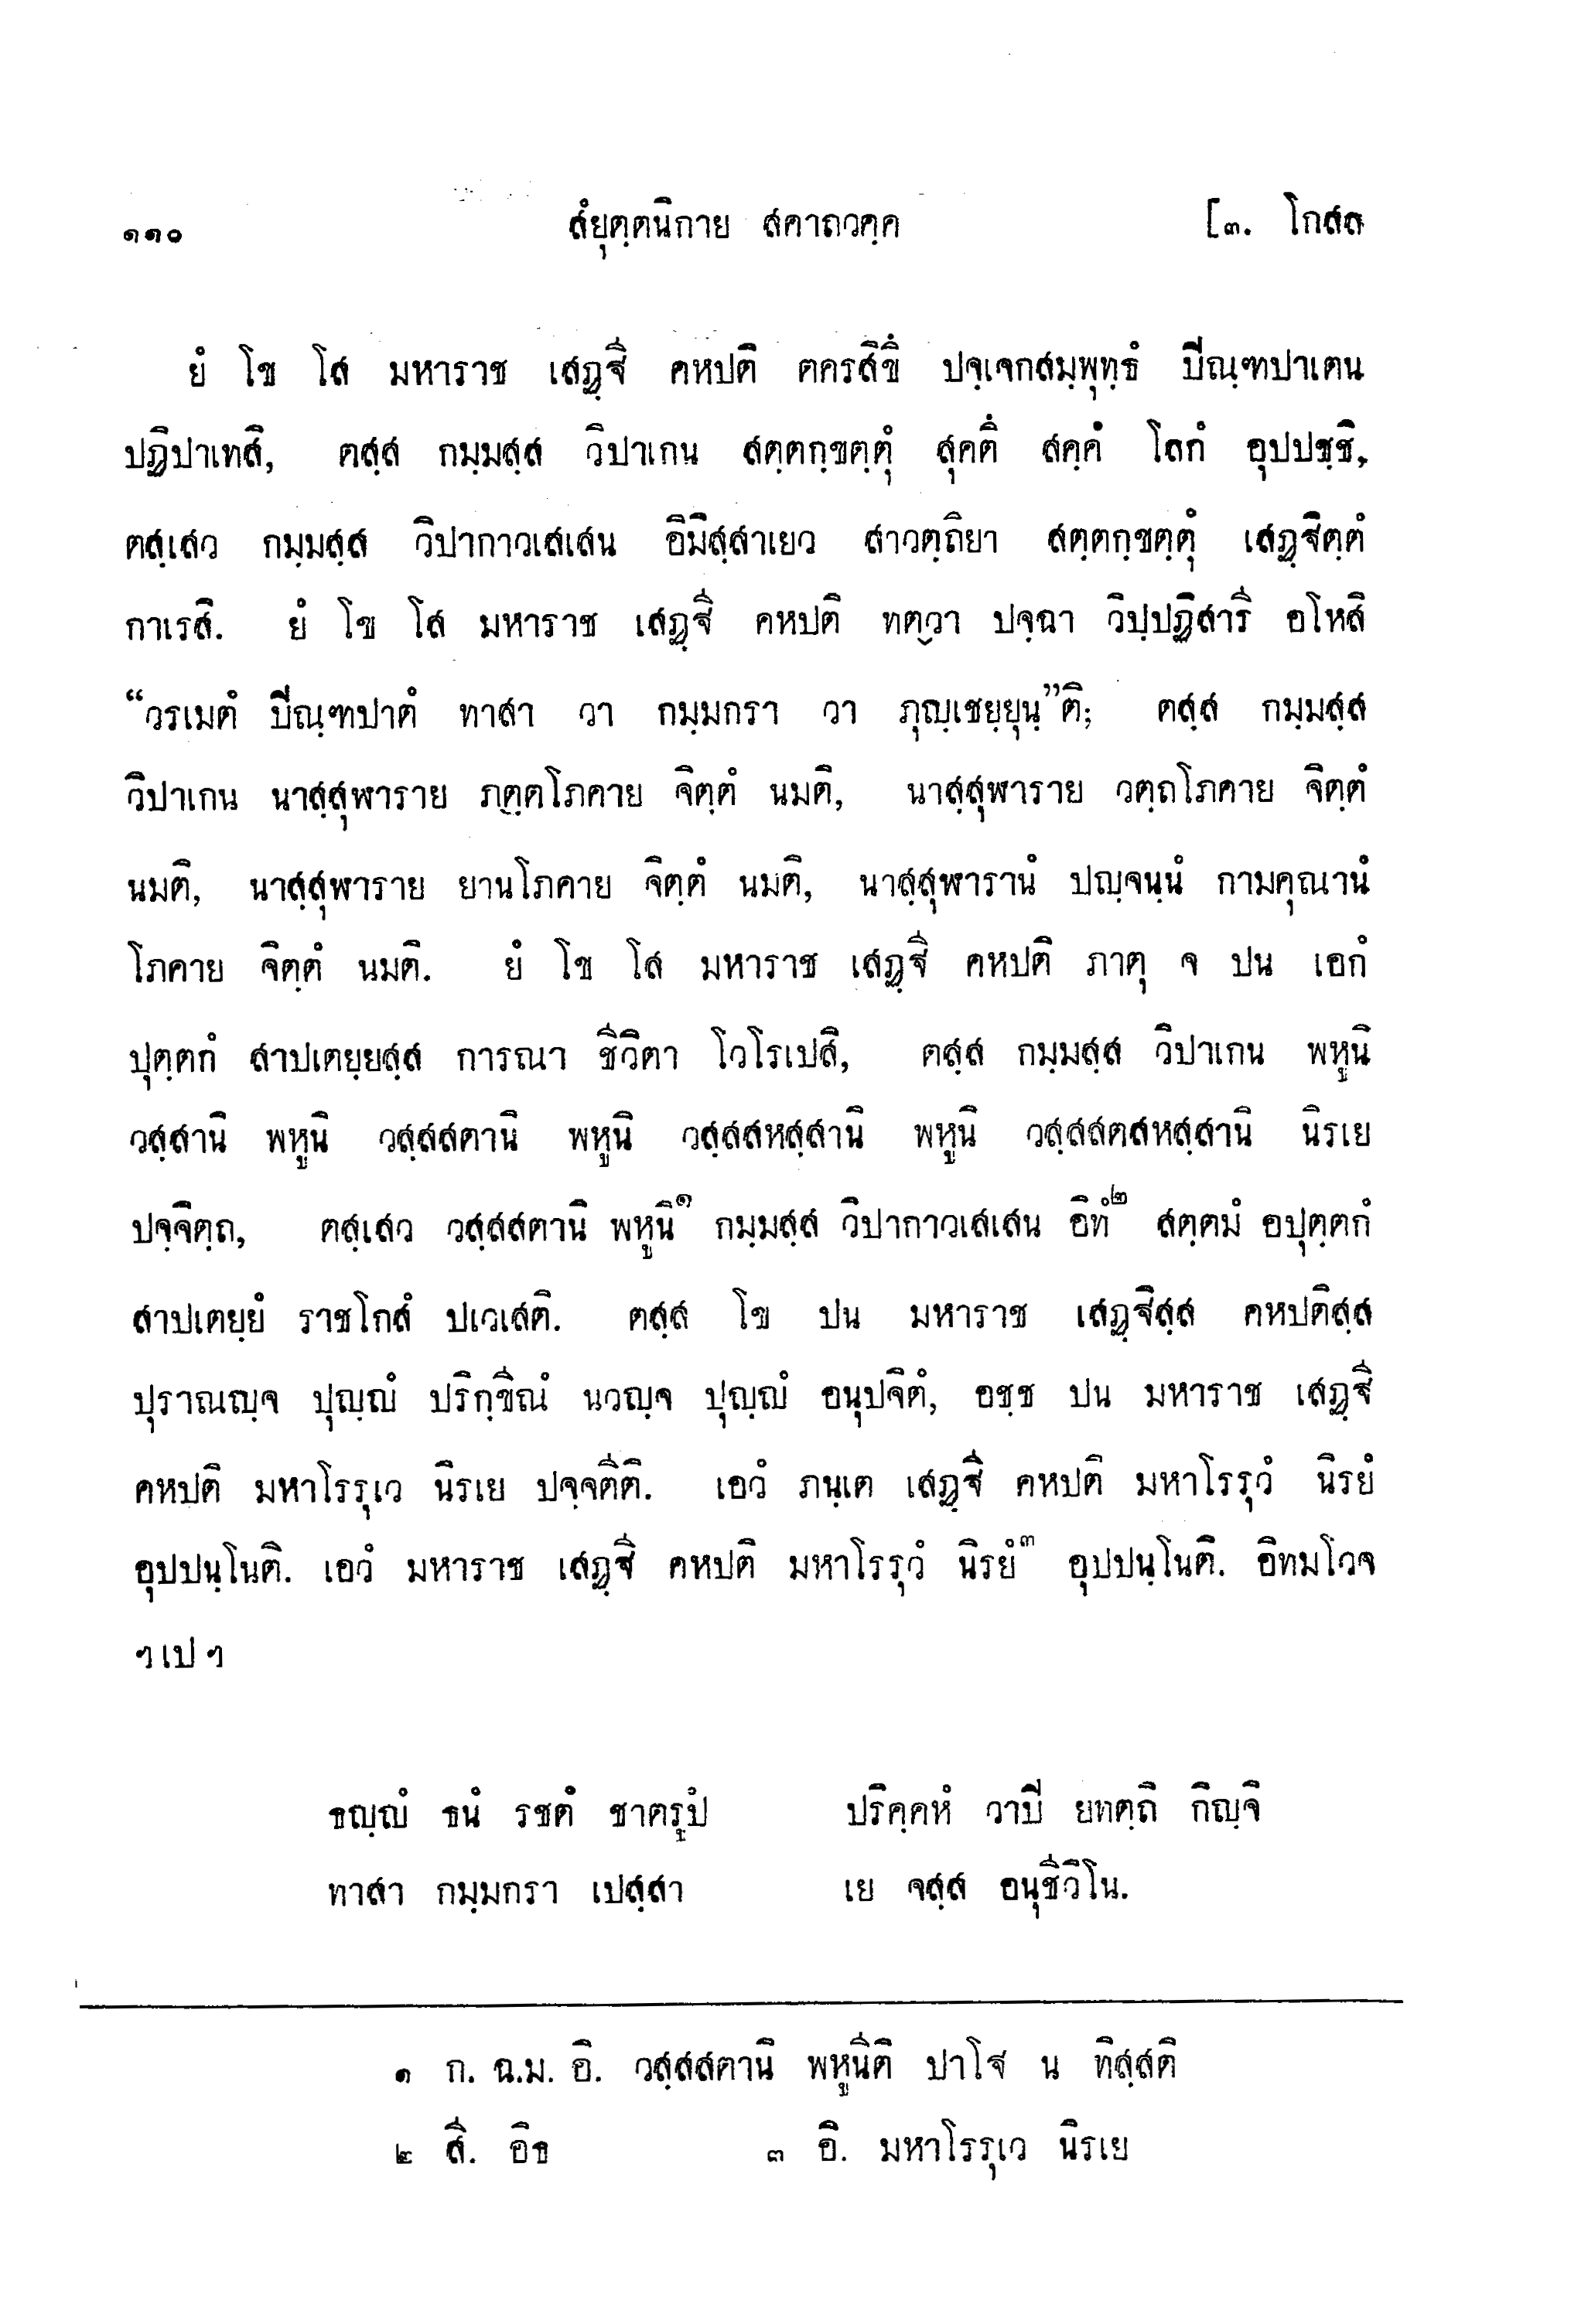 ๑๑๐ สํยุตฺตนิกาย สคาถวคฺค [๓. โกสล
ยํ โข โส มหาราช เสฏฺฐี คหปติ ตครสิขึ ปจฺเจกสมฺพุทฺธํ ปิณฺฑปาเตน
ปฏิปาเทสิ, ตสฺส กมฺมสฺส วิปาเกน สตฺตกฺขตฺตุํ สุคตึ สคฺคํ โลกํ อุปปชฺชิ,
ตสฺเสว กมฺมสฺส วิปากาวเสเสน อิมิสฺสาเยว สาวตฺถิยา สตฺตกฺขตฺตุํ เสฏฺฐิตฺตํ
กาเรสิ. ยํ โข โส มหาราช เสฏฺฐี คหปติ ทตฺวา ปจฺฉา วิปฺปฏิสารี อโหสิ
“วรเมตํ ปิณฺฑปาตํ ทาสา วา กมฺมกรา วา ภุญฺเชยฺยุนฺ”ติ; ตสฺส กมฺมสฺส
วิปาเกน นาสฺสุฬาราย ภตฺตโภคาย จิตฺตํ นมติ, นาสฺสุฬาราย วตฺถโภคาย จิตฺตํ
นมติ, นาสฺสุฬาราย ยานโภคาย จิตฺตํ นมติ, นาสฺสุฬารานํ ปญฺจนฺนํ กามคุณานํ
โภคาย จิตฺตํ นมติ. ยํ โข โส มหาราช เสฏฺฐี คหปติ ภาตุ จ ปน เอกํ
ปุตฺตกํ สาปเตยฺยสฺส การณา ชีวิตา โวโรเปสิ, ตสฺส กมฺมสฺส วิปาเกน พหูนิ
วสฺสานิ พหูนิ วสฺสสตานิ พหูนิ วสฺสสหสฺสานิ พหูนิ วสฺสสตสหสฺสานิ นิรเย
ปจฺจิตฺถ, ตสฺเสว วสฺสสตานิ พหูนิ๑ กมฺมสฺส วิปากาวเสเสน อิทํ๒ สตฺตมํ อปุตฺตกํ
สาปเตยฺยํ ราชโกสํ ปเวเสติ. ตสฺส โข ปน มหาราช เสฏฺฐิสฺส คหปติสฺส
ปุราณญฺจ ปุญฺญํ ปริกฺขีณํ นวญฺจ ปุญฺญํ อนุปจิตํ, อชฺช ปน มหาราช เสฏฺฐี
คหปติ มหาโรรุเว นิรเย ปจฺจตีติ. เอวํ ภนฺเต เสฏฺฐี คหปติ มหาโรรุวํ นิรยํ
อุปปนฺโนติ. เอวํ มหาราช เสฏฺฐี คหปติ มหาโรรุวํ นิรยํ๓ อุปปนฺโนติ. อิทมโวจ
ฯ เป ฯ
ธญฺญํ ธนํ รชตํ ชาตรูปํ ปริคฺคหํ วาปิ ยทตฺถิ กิญฺจิ
ทาสา กมฺมกรา เปสฺสา เย จสฺส อนุชีวิโน.
๑ ก. ฉ.ม. อิ. วสฺสสตานิ พหูนีติ ปาโฐ น ทิสฺสติ
๒ สี. อิธ ๓ อิ. มหาโรรุเว นิรเย